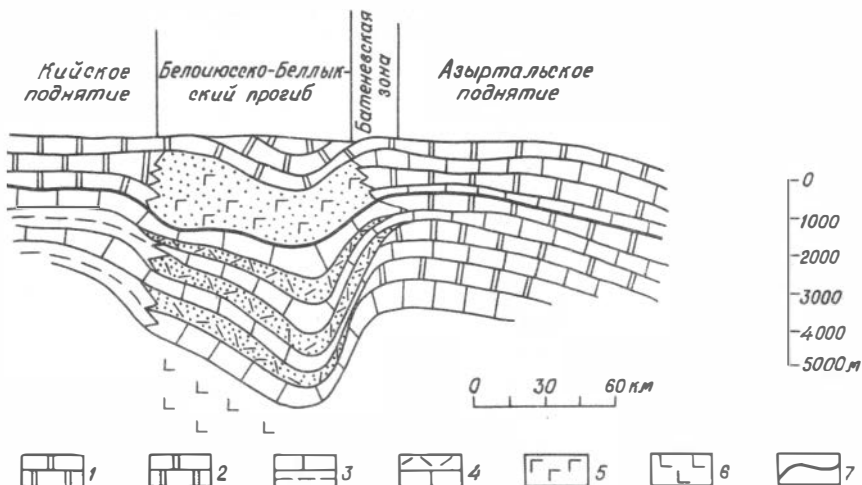 Кийское
поднятие
Белоиюсско-Беллык-
ский прогиб
Батеневская
зона
Азыртальское
поднятие
0
1000
2000
3000
4000
5000 м
0 30 60 км
1 2 3 4 5 6 7